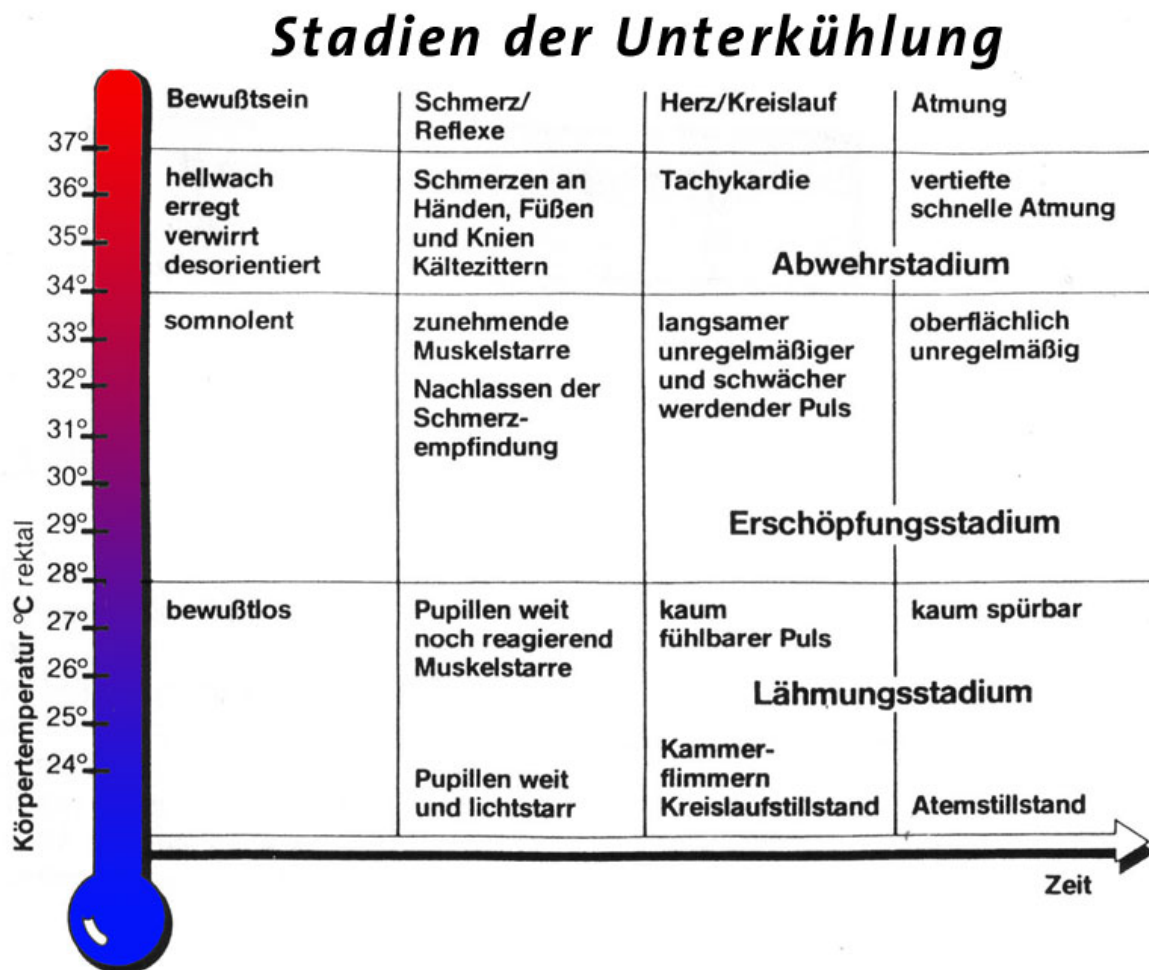 Stadien der Unterkühlung
Bewußtsein
Schmerz/
Reflexe
Herz/Kreislauf
Atmung
37°
36°
35°
34°
33°
32°
31°
30°
29°
28°
27°
26°
25°
24°
Körpertemperatur °C rektal
hellwach
erregt
verwirrt
desorientiert
Schmerzen an
Händen, Füßen
und Knien
Kältezittern
Tachykardie
vertiefte
schnelle Atmung
Abwehrstadium
somnolent
zunehmende
Muskelstarre
Nachlassen der
Schmerz-
empfindung
langsamer
unregelmäßiger
und schwächer
werdender Puls
oberflächlich
unregelmäßig
Erschöpfungsstadium
bewußtlos
Pupillen weit
noch reagierend
Muskelstarre
kaum
fühlbarer Puls
kaum spürbar
Lähmungsstadium
Pupillen weit
und lichtstarr
Kammer-
flimmern
Kreislaufstillstand
Atemstillstand
Zeit